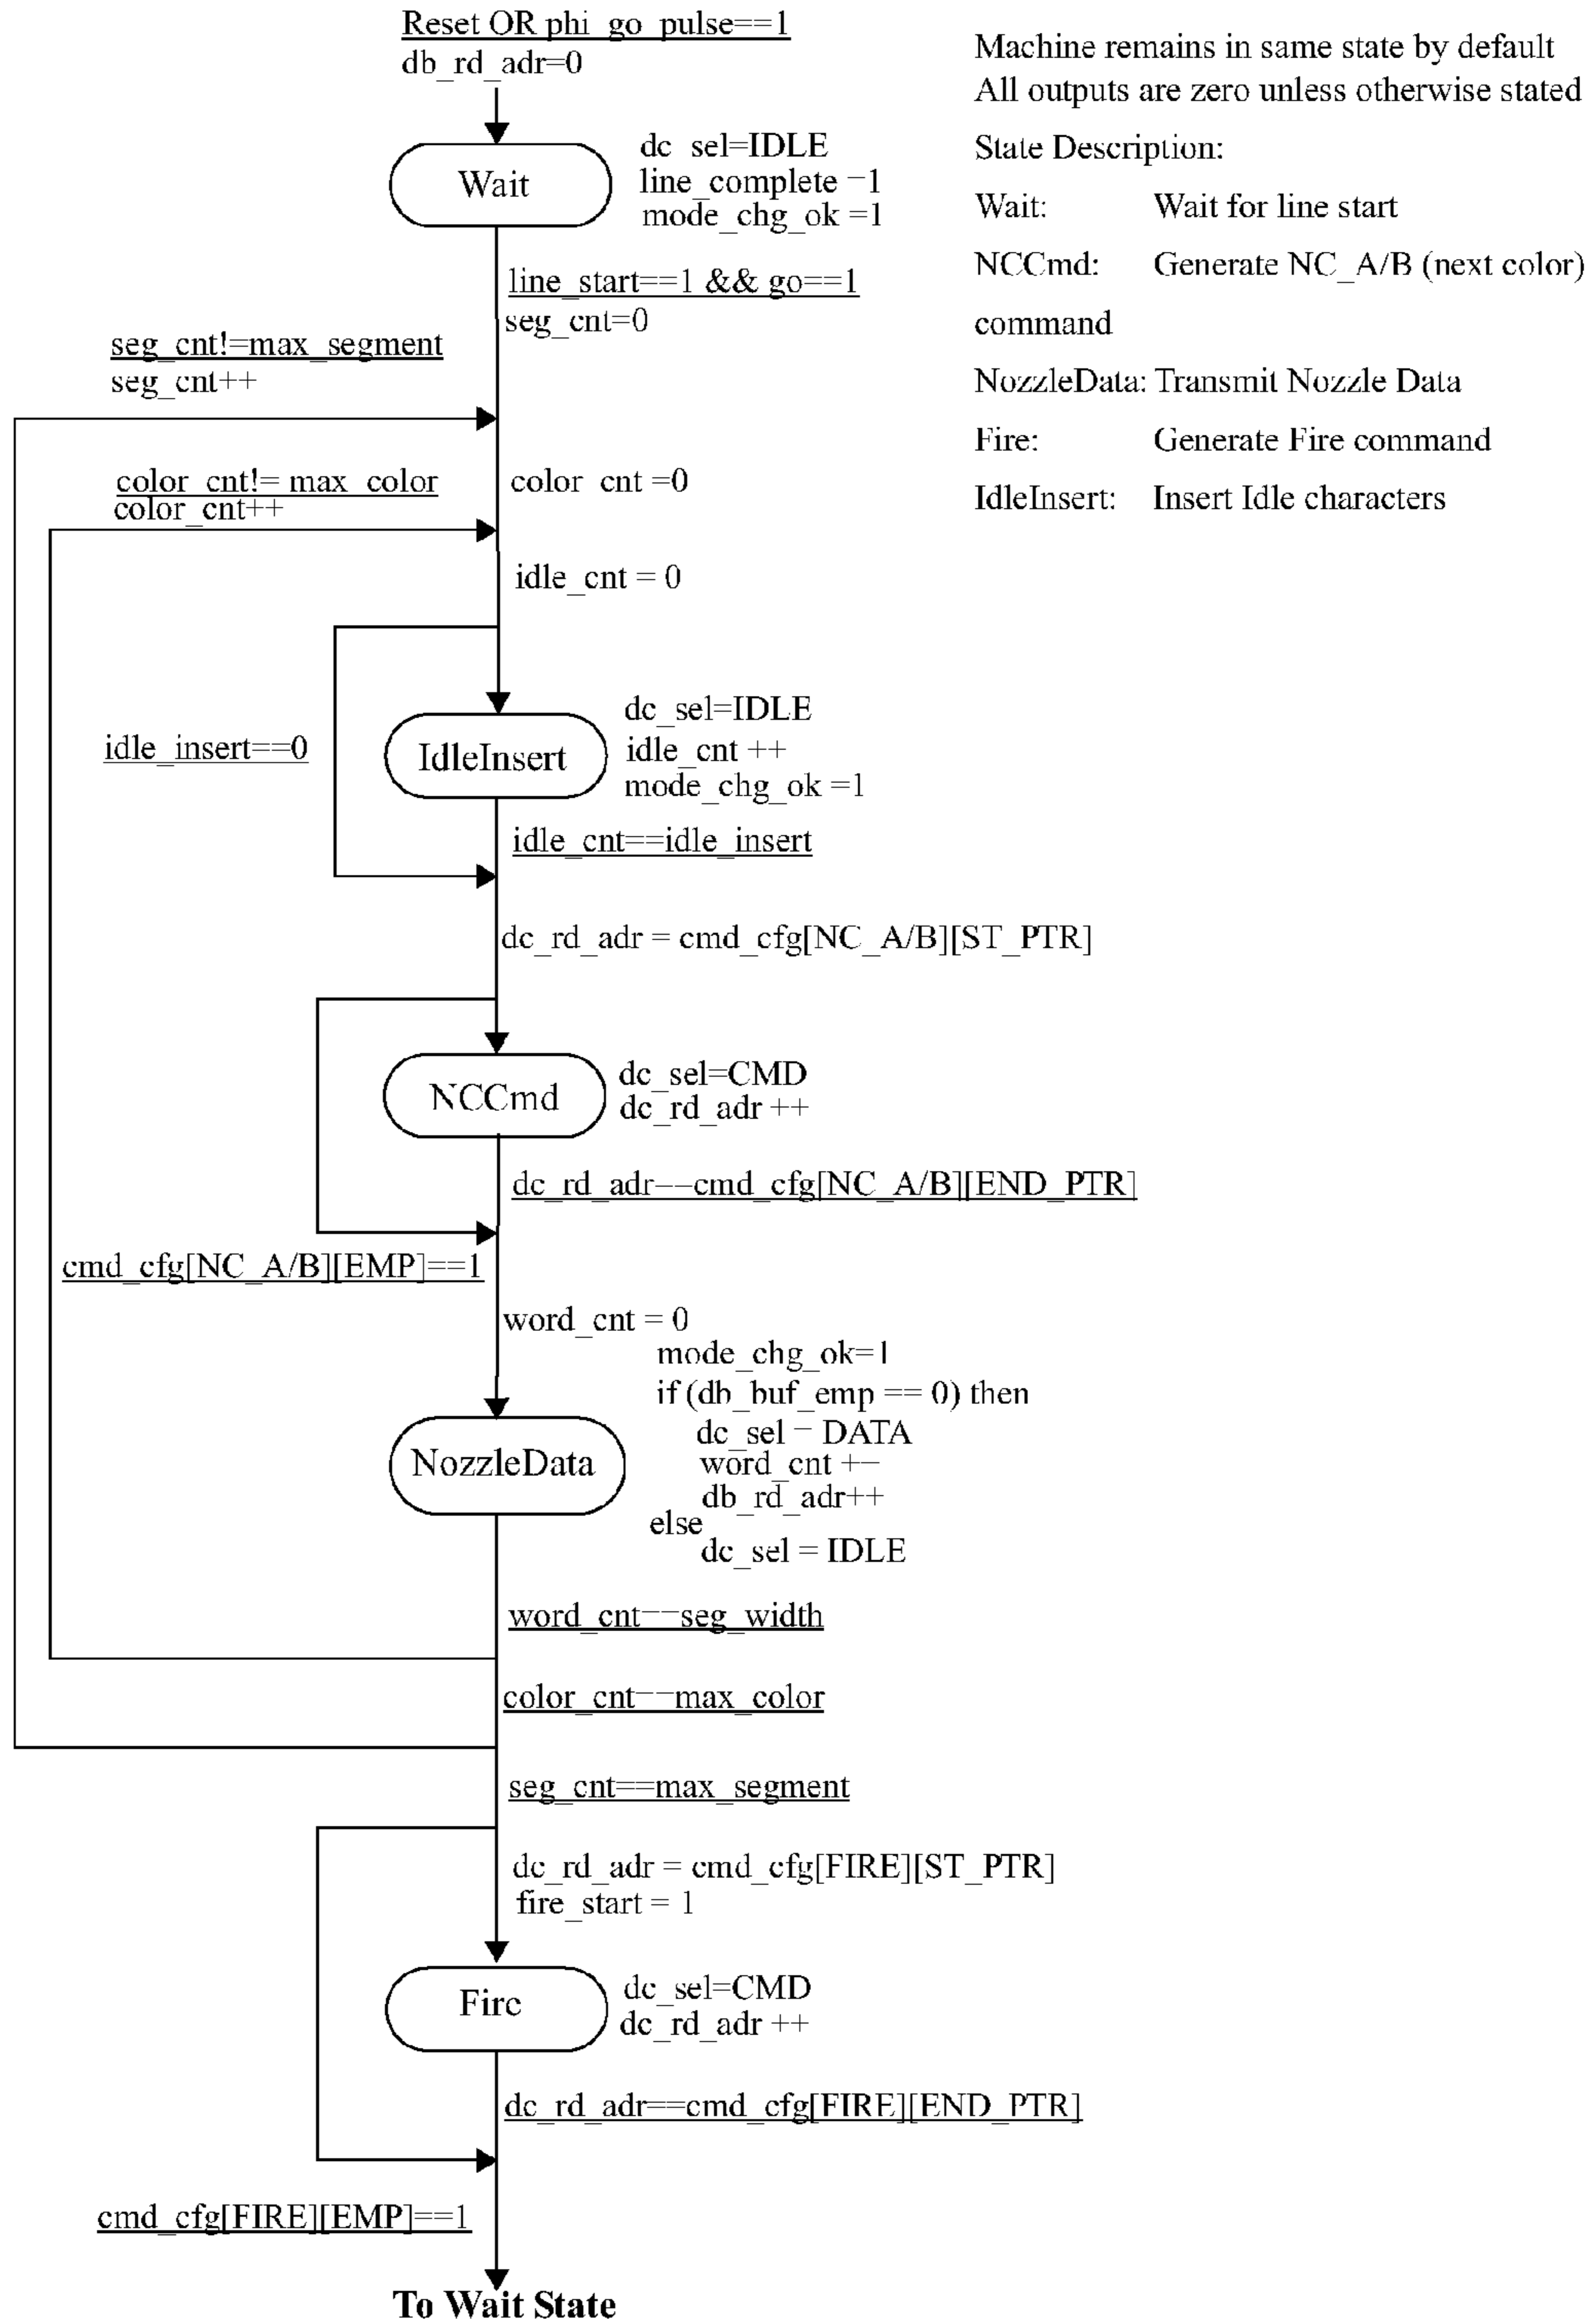 Reset OR phi_go_pulse==1
db_rd_adr=0
Wait
dc_sel=IDLE
line_complete =1
mode_chg_ok =1
line_start==1 && go==1
seg_cnt=0
seg_cnt!=max_segment
seg_cnt++
color_cnt!= max_color
color_cnt++
color_cnt =0
idle_cnt = 0
idle_insert==0
IdleInsert
dc_sel=IDLE
idle_cnt ++
mode_chg_ok =1
idle_cnt==idle_insert
dc_rd_adr = cmd_cfg[NC_A/B][ST_PTR]
NCCmd
dc_sel=CMD
dc_rd_adr ++
dc_rd_adr==cmd_cfg[NC_A/B][END_PTR]
cmd_cfg[NC_A/B][EMP]==1
word_cnt = 0
NozzleData
mode_chg_ok=1
if (db_buf_emp == 0) then
dc_sel = DATA
word_cnt ++
db_rd_adr++
else
dc_sel = IDLE
word_cnt==seg_width
color_cnt==max_color
seg_cnt==max_segment
dc_rd_adr = cmd_cfg[FIRE][ST_PTR]
fire_start = 1
Fire
dc_sel=CMD
dc_rd_adr ++
dc_rd_adr==cmd_cfg[FIRE][END_PTR]
cmd_cfg[FIRE][EMP]==1
To Wait State
Machine remains in same state by default
All outputs are zero unless otherwise stated
State Description:
Wait: Wait for line start
NCCmd: Generate NC_A/B (next color)
command
NozzleData: Transmit Nozzle Data
Fire: Generate Fire command
IdleInsert: Insert Idle characters